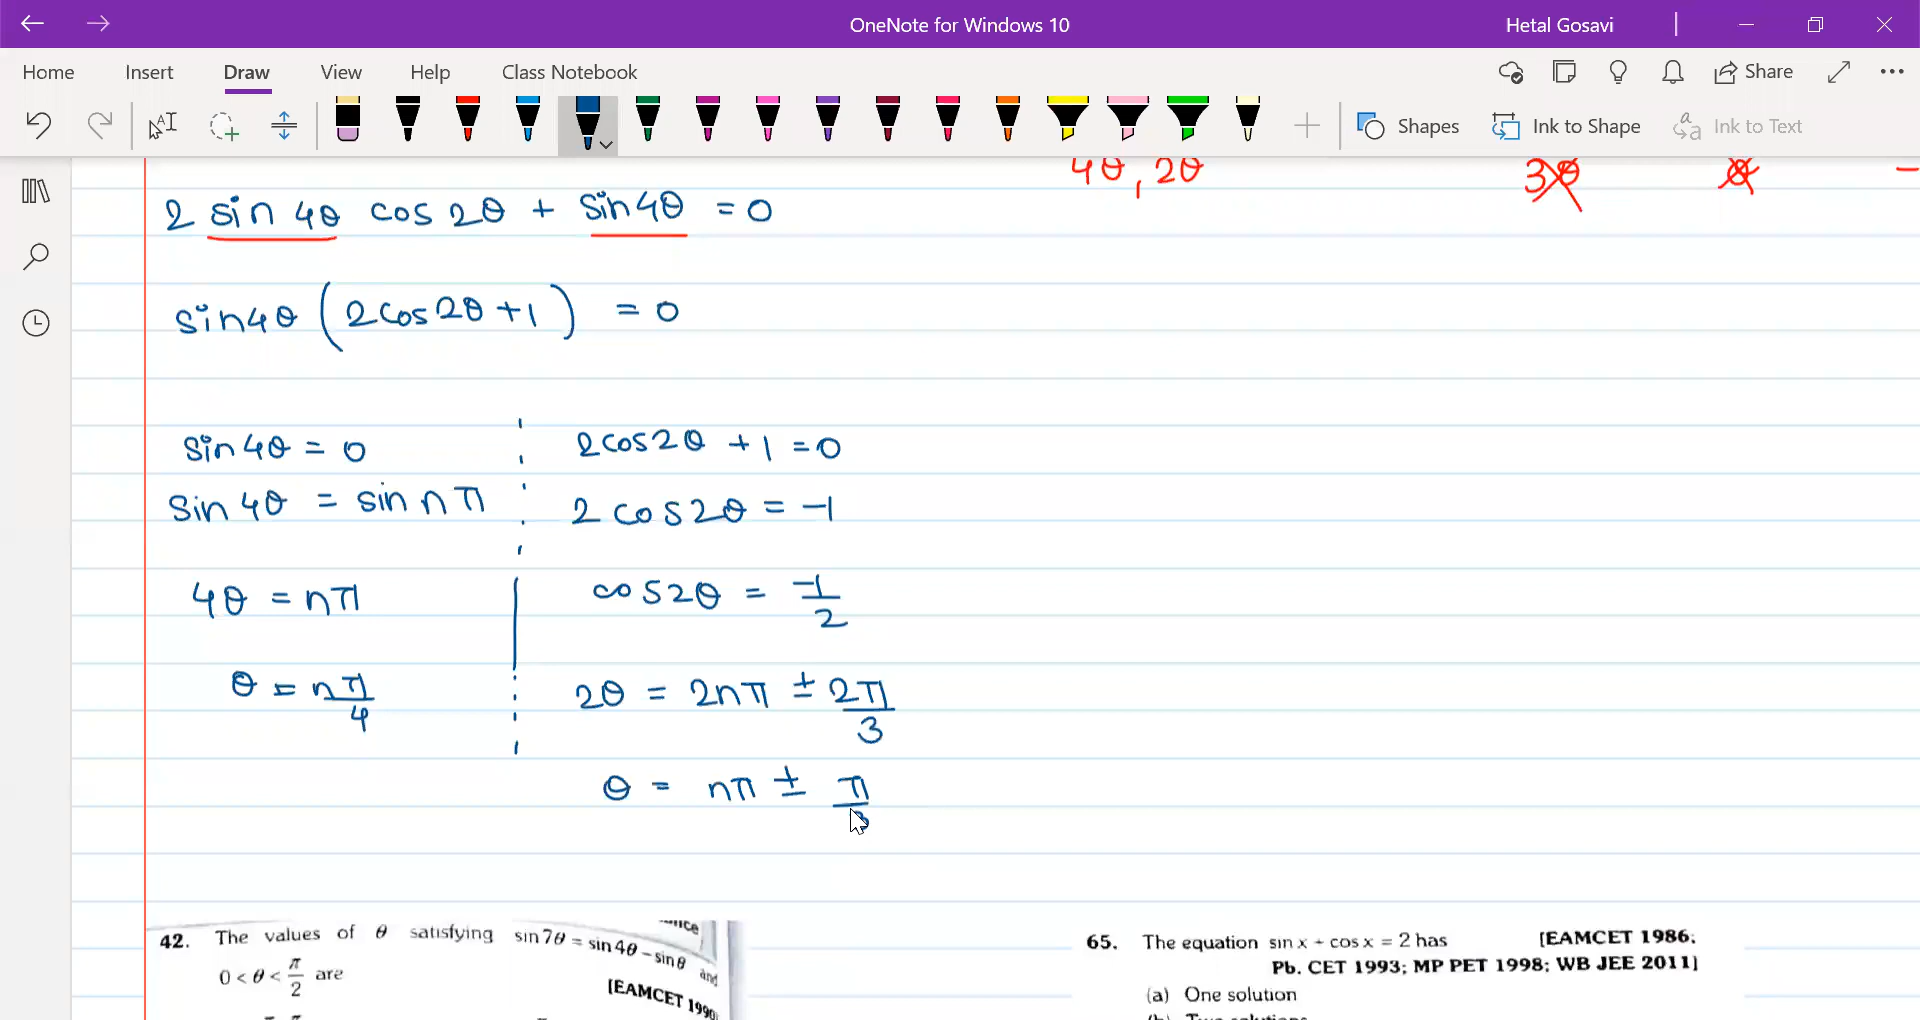 OneNote for Windows 10
Hetal Gosavi
Home Insert Draw View Help Class Notebook Share
Shapes Ink to Shape Ink to Text
4θ, 2θ 3θ θ
2 sin 4θ cos 2θ + sin 4θ = 0
sin 4θ (2 cos 2θ + 1) = 0
sin 4θ = 0
sin 4θ = sin nπ
4θ = nπ
θ = nπ/4
2 cos 2θ + 1 = 0
2 cos 2θ = -1
cos 2θ = -1/2
2θ = 2nπ ± 2π/3
θ = nπ ± π/3
42. The values of θ satisfying sin 7θ = sin 4θ − sin θ and
0 < θ < π/2 are
[EAMCET 1990
65. The equation sin x + cos x = 2 has [EAMCET 1986;
Pb. CET 1993; MP PET 1998; WB JEE 2011]
(a) One solution